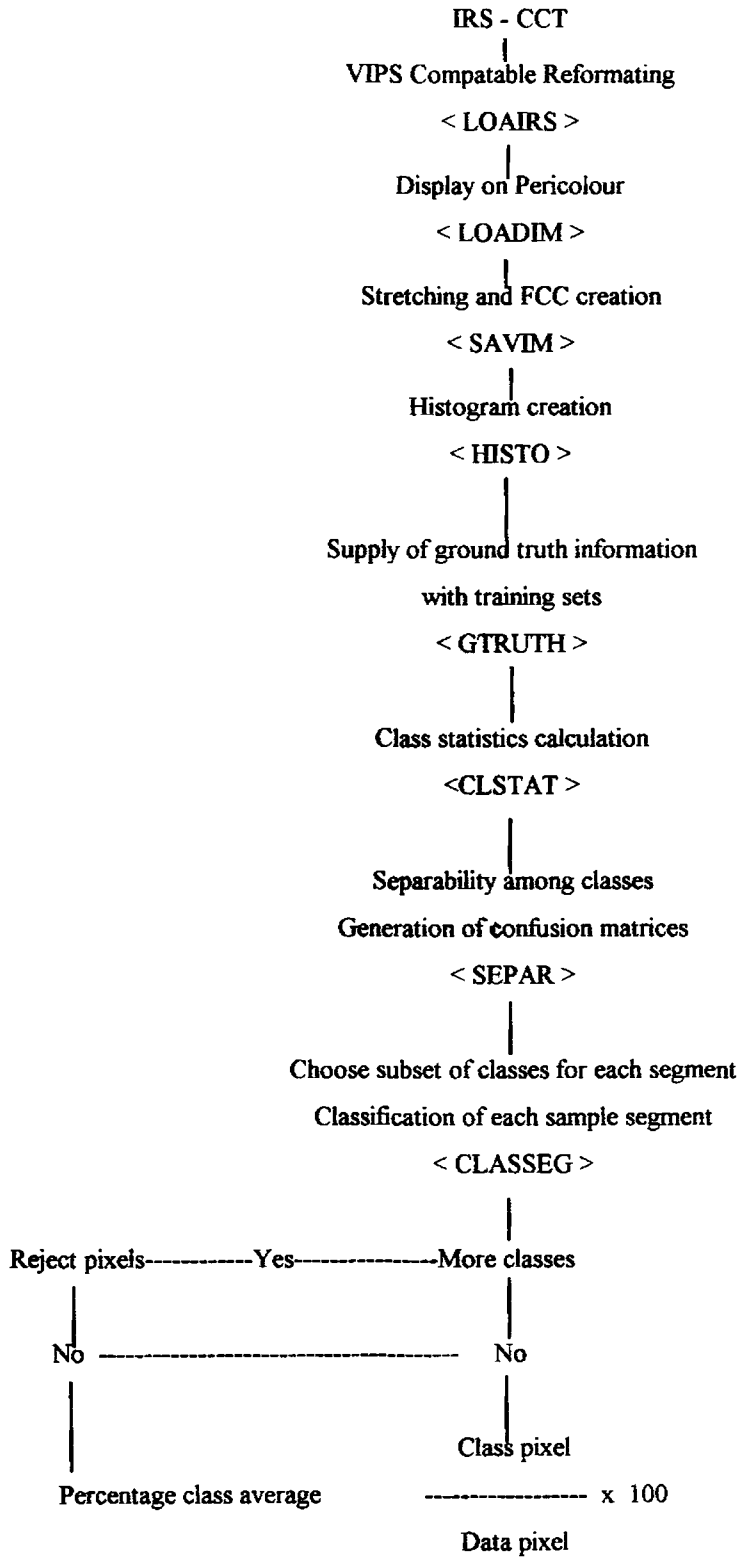 IRS - CCT
VIPS Compatable Reformating
< LOAIRS >
Display on Pericolour
< LOADIM >
Stretching and FCC creation
< SAVIM >
Histogram creation
< HISTO >
Supply of ground truth information
with training sets
< GTRUTH >
Class statistics calculation
<CLSTAT >
Separability among classes
Generation of confusion matrices
< SEPAR >
Choose subset of classes for each segment
Classification of each sample segment
< CLASSEG >
Reject pixels------------Yes----------------More classes
No ---------------------------------------- No
Class pixel
Percentage class average ------------------ x 100
Data pixel